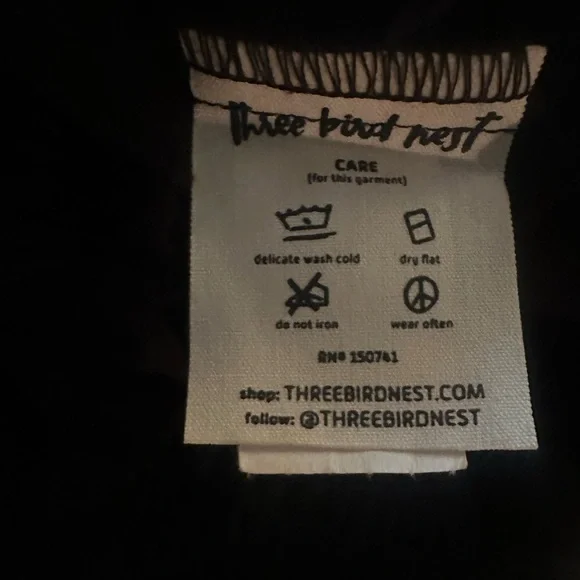 three bird nest
CARE
(for this garment)
delicate wash cold
dry flat
do not iron
wear often
RN# 150741
shop: THREEBIRDNEST.COM
follow: @THREEBIRDNEST